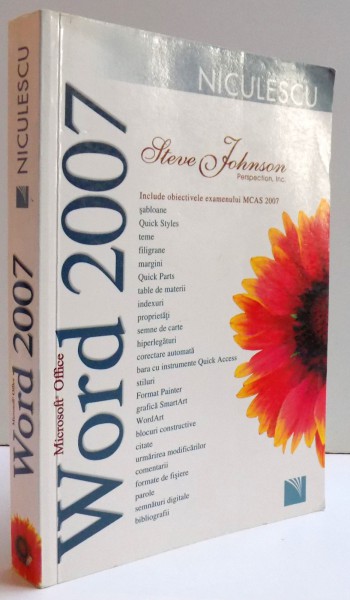 NICULESCU
Steve Johnson
Perspection, Inc.
Include obiectivele examenului MCAS 2007
șabloane
Quick Styles
teme
filigrane
margini
Quick Parts
table de materii
indexuri
proprietăți
semne de carte
hiperlegături
corectare automată
bara cu instrumente Quick Access
stiluri
Format Painter
grafică SmartArt
WordArt
blocuri constructive
citate
urmărirea modificărilor
comentarii
formate de fișiere
parole
semnături digitale
bibliografii
Microsoft® Office
Word 2007
NICULESCU
Microsoft Office
Word 2007